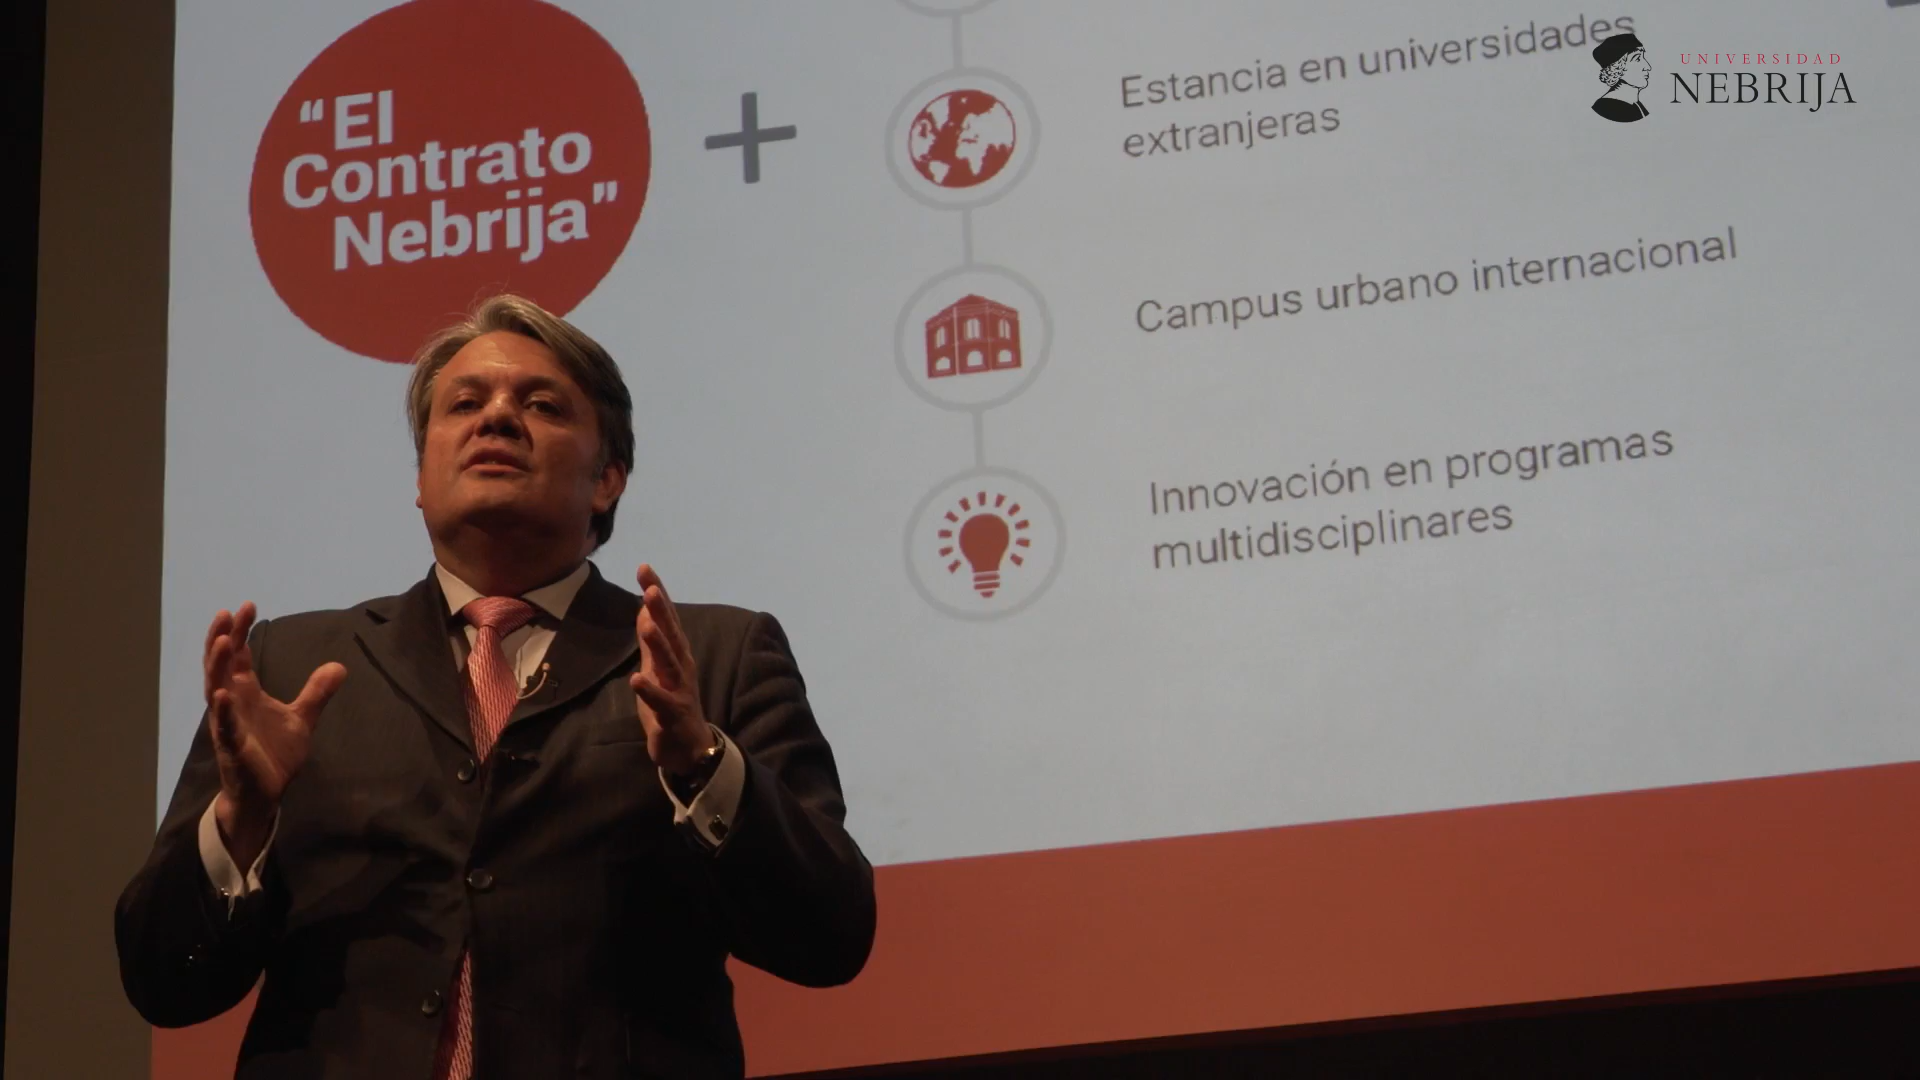 “El
Contrato
Nebrija”
+
Estancia en universidades
extranjeras
Campus urbano internacional
Innovación en programas
multidisciplinares
UNIVERSIDAD
NEBRIJA